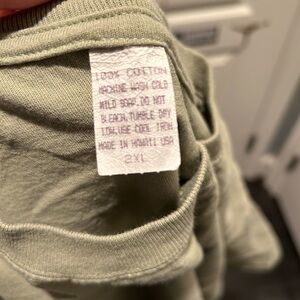 100% COTTON
MACHINE WASH COLD
MILD SOAP. DO NOT
BLEACH. TUMBLE DRY
LOW. USE COOL IRON
MADE IN HAWAII USA
2XL